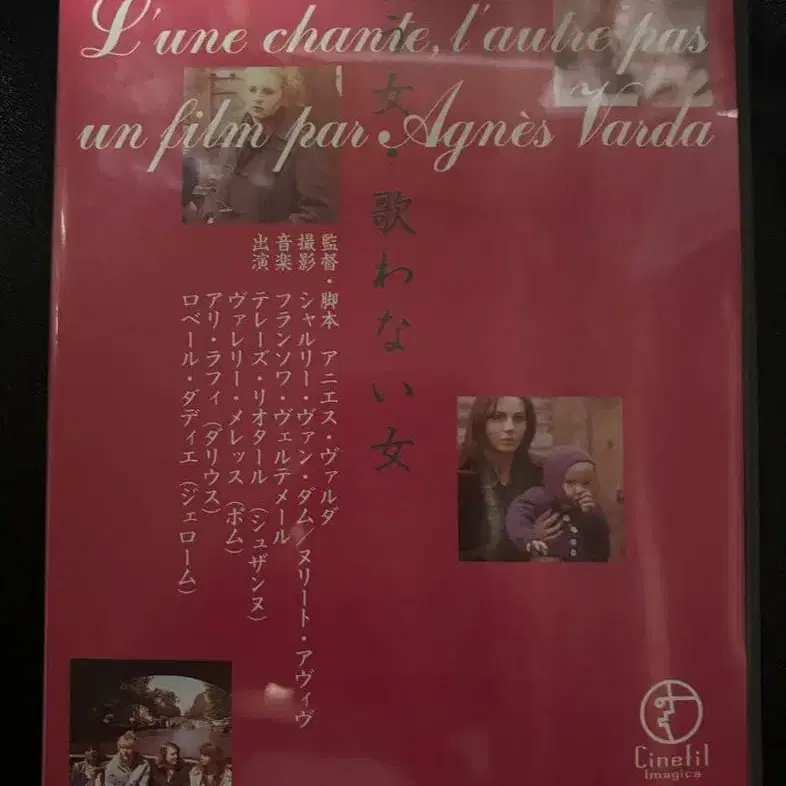 L'une chante, l'autre pas
un film par Agnès Varda
う女・歌わない女
監督・脚本 アニエス・ヴァルダ
撮影 シャルリー・ヴァン・ダム/ヌリート・アヴィヴ
音楽 フランソワ・ヴェルテメール
出演 テレーズ・リオタール(シュザンヌ)
ヴァレリー・メレッス(ポム)
アリ・ラフィ(ダリウス)
ロベール・ダディエ(ジェローム)
Cinefil
Imagica